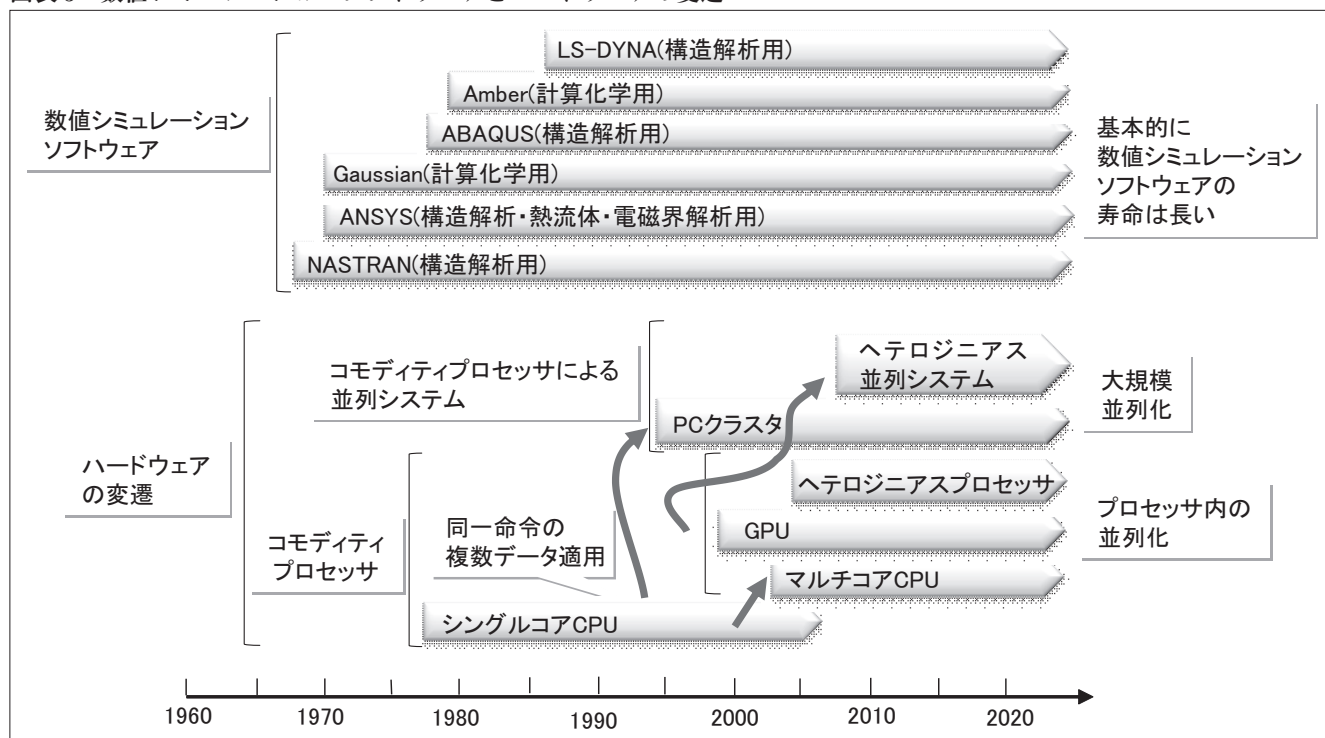 LS-DYNA(構造解析用)
Amber(計算化学用)
数値シミュレーション
ソフトウェア
ABAQUS(構造解析用)
Gaussian(計算化学用)
ANSYS(構造解析・熱流体・電磁界解析用)
NASTRAN(構造解析用)
基本的に
数値シミュレーション
ソフトウェアの
寿命は長い
ハードウェア
の変遷
コモディティプロセッサによる
並列システム
ヘテロジニアス
並列システム
PCクラスタ
大規模
並列化
コモディティ
プロセッサ
同一命令の
複数データ適用
ヘテロジニアスプロセッサ
GPU
マルチコアCPU
シングルコアCPU
プロセッサ内の
並列化
1960 1970 1980 1990 2000 2010 2020